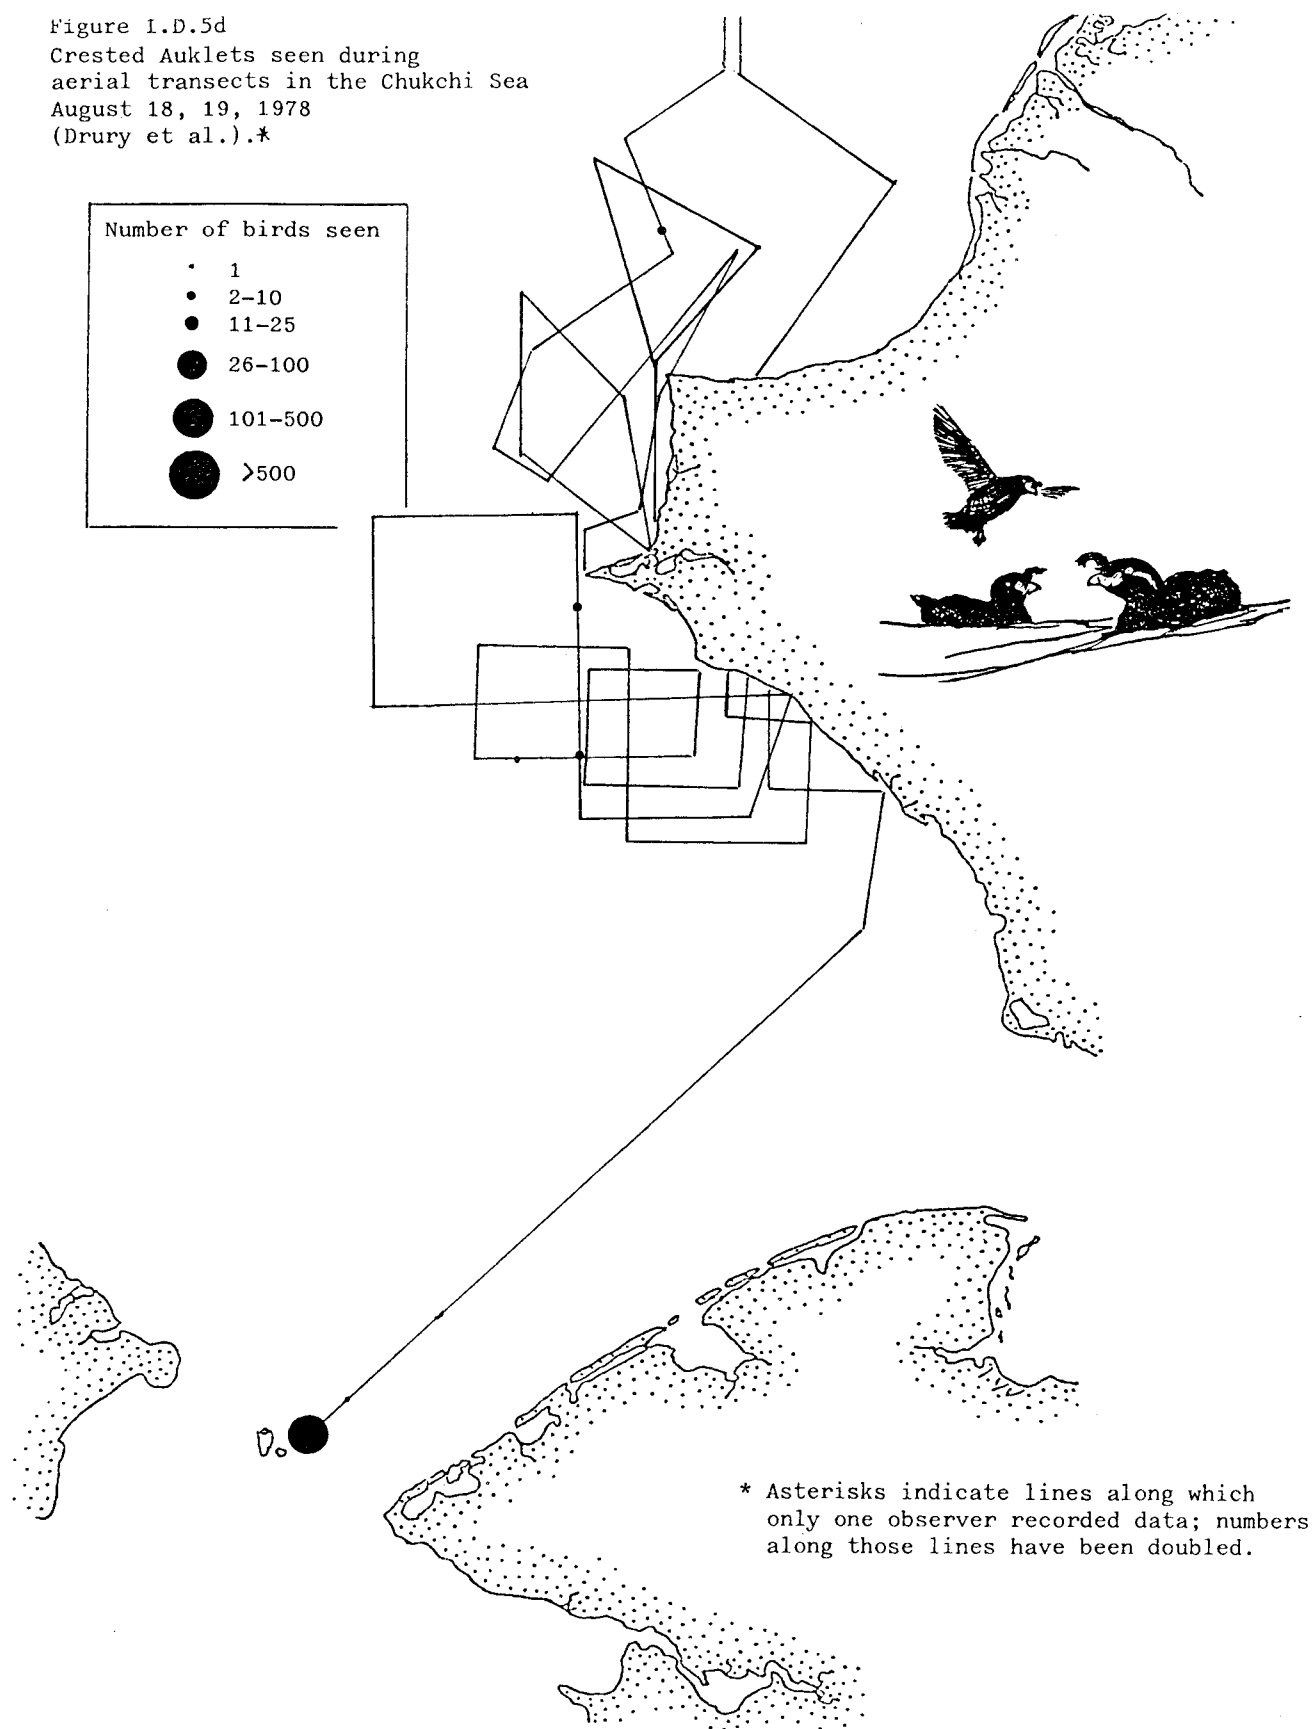 Figure I.D.5d
Crested Auklets seen during
aerial transects in the Chukchi Sea
August 18, 19, 1978
(Drury et al.).*
Number of birds seen
1
2-10
11-25
26-100
101-500
>500
* Asterisks indicate lines along which
only one observer recorded data; numbers
along those lines have been doubled.